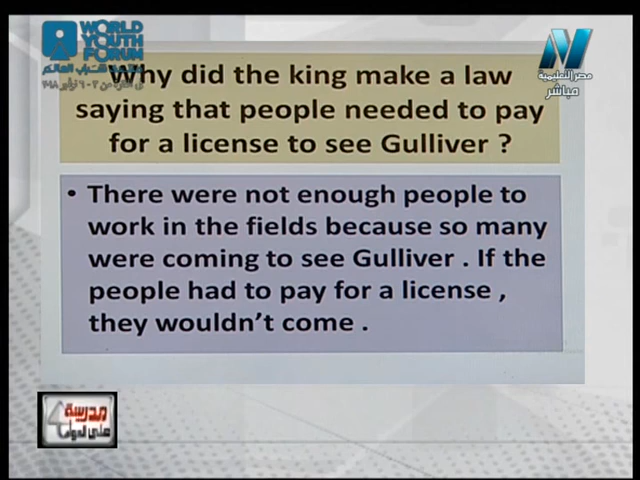 WORLD
YOUTH
FORUM
مصر التعليمية
مباشر
Why did the king make a law
saying that people needed to pay
for a license to see Gulliver ?
• There were not enough people to
work in the fields because so many
were coming to see Gulliver . If the
people had to pay for a license ,
they wouldn't come .
مدرسة
على الهواء